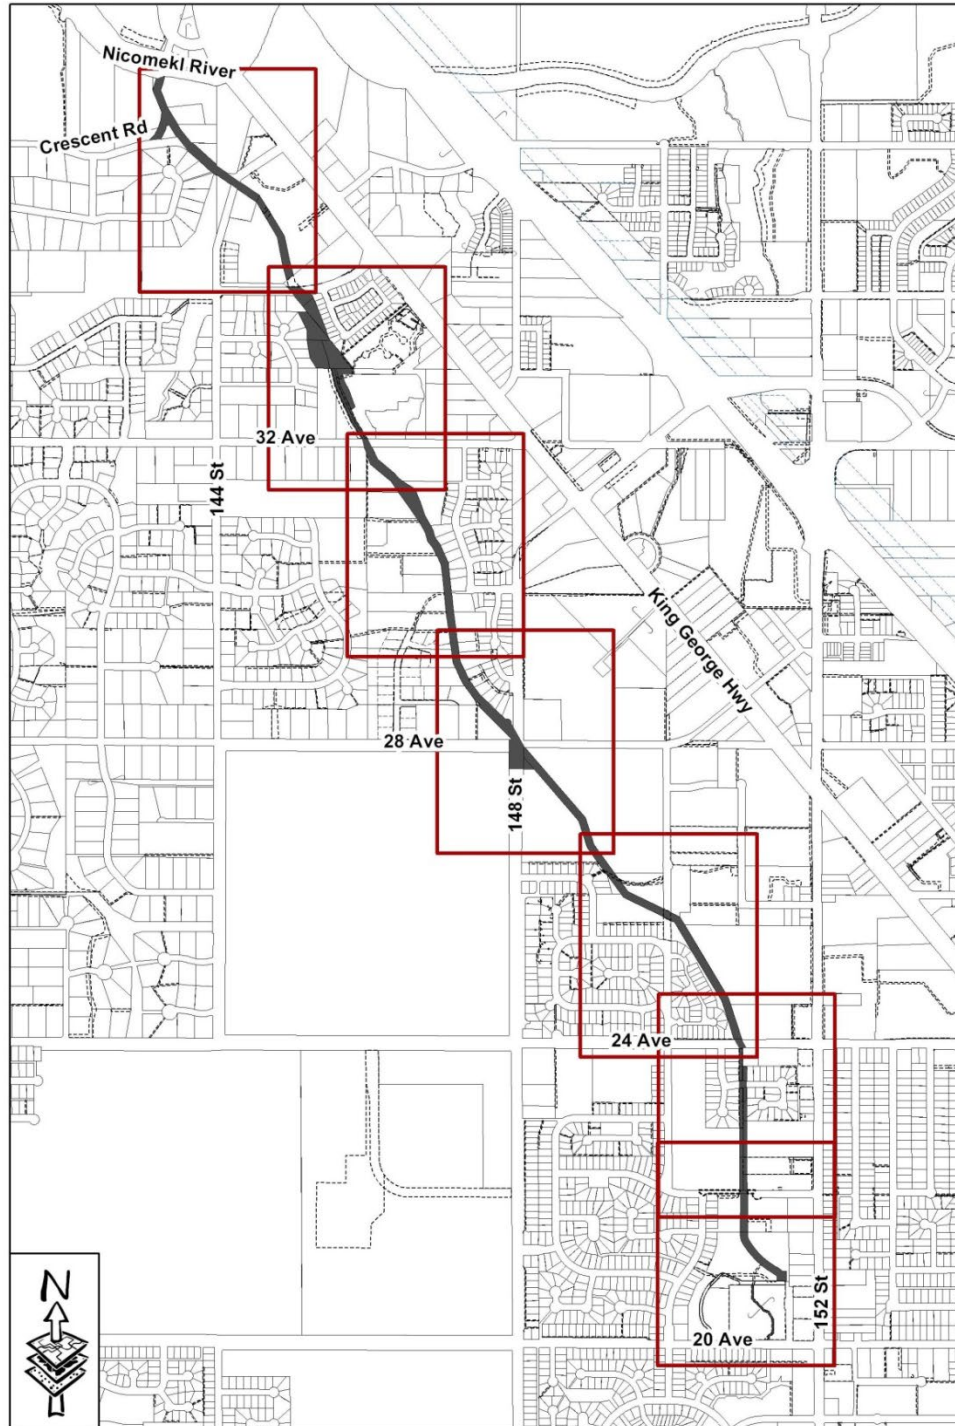 Nicomekl River
Crescent Rd
32 Ave
144 St
King George Hwy
28 Ave
148 St
24 Ave
152 St
20 Ave
N